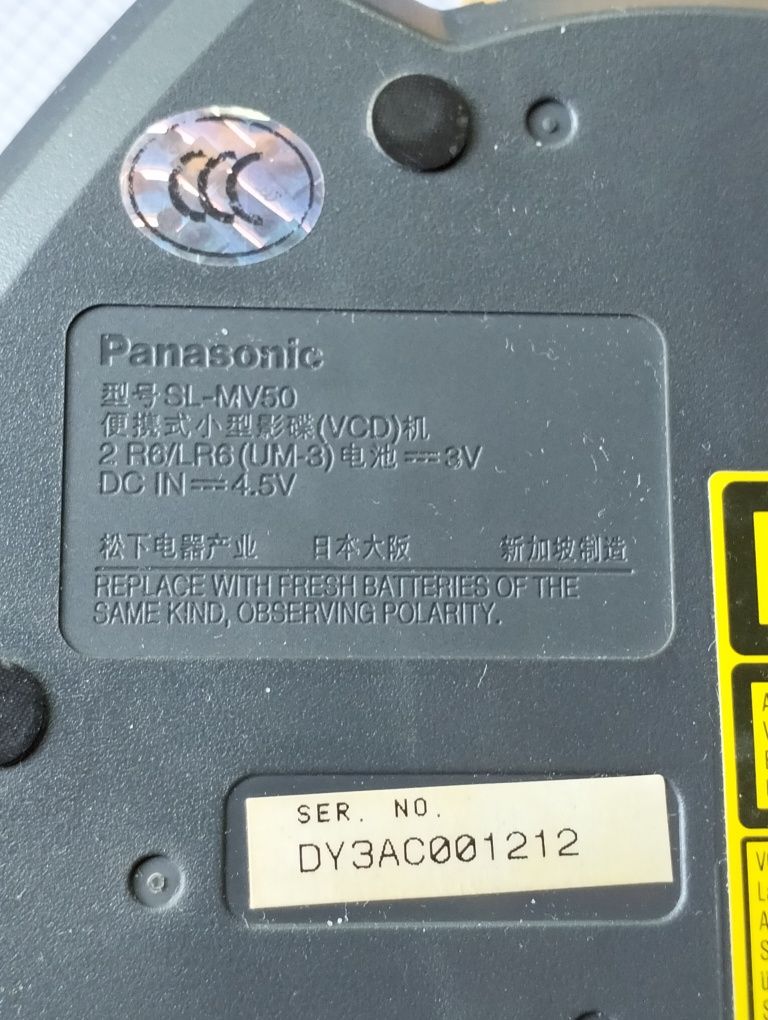 CCC
Panasonic
型号 SL-MV50
便携式小型影碟(VCD)机
2 R6/LR6 (UM-3) 电池 ⎓ 3V
DC IN ⎓ 4.5V
松下电器产业 日本大阪 新加坡制造
REPLACE WITH FRESH BATTERIES OF THE
SAME KIND, OBSERVING POLARITY.
SER. NO.
DY3AC001212